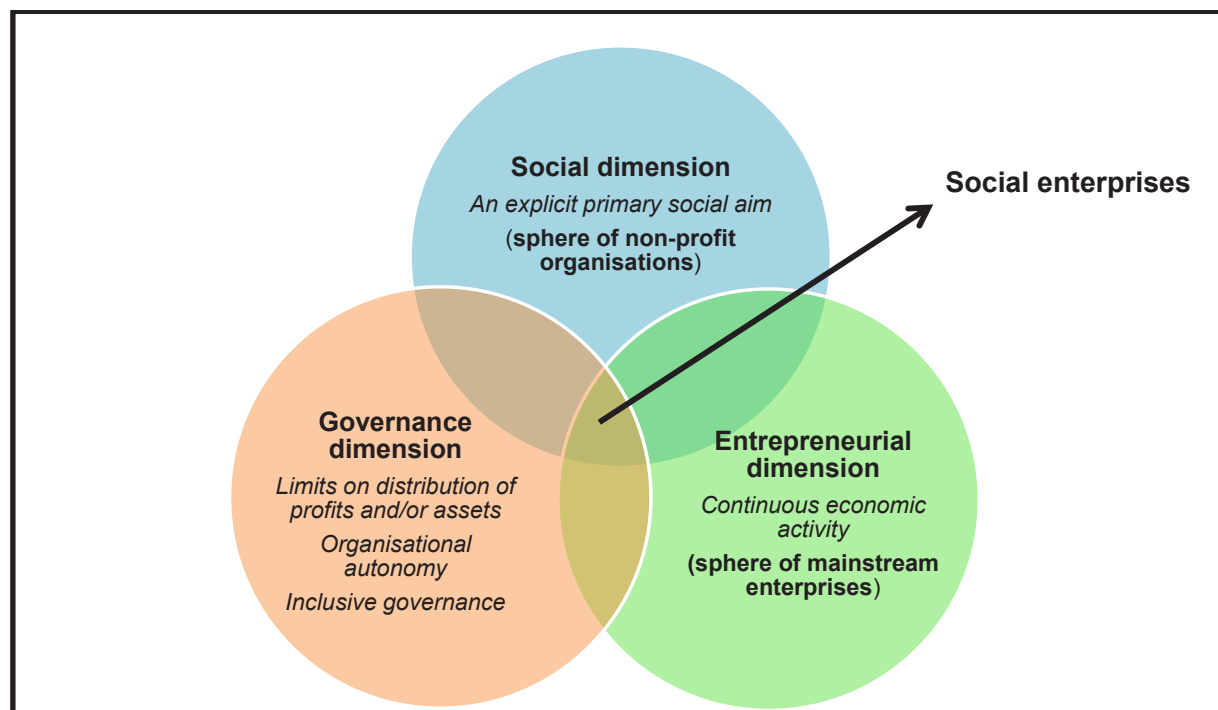 Social dimension
An explicit primary social aim
(sphere of non-profit
organisations)
Social enterprises
Governance
dimension
Limits on distribution of
profits and/or assets
Organisational
autonomy
Inclusive governance
Entrepreneurial
dimension
Continuous economic
activity
(sphere of mainstream
enterprises)